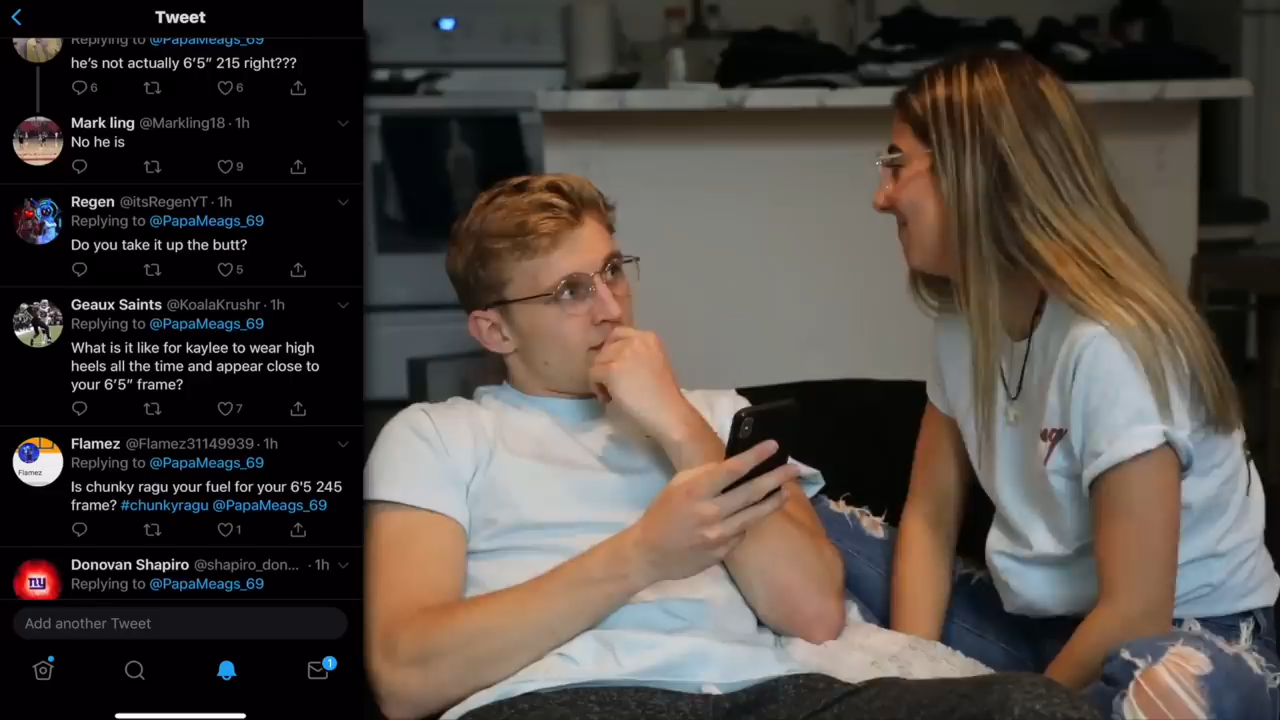 Tweet
Replying to @PapaMeags_69
he's not actually 6'5" 215 right???
6
6
Mark ling @Markling18 · 1h
No he is
9
Regen @itsRegenYT · 1h
Replying to @PapaMeags_69
Do you take it up the butt?
5
Geaux Saints @KoalaKrushr · 1h
Replying to @PapaMeags_69
What is it like for kaylee to wear high
heels all the time and appear close to
your 6'5" frame?
7
Flamez @Flamez31149939 · 1h
Replying to @PapaMeags_69
Is chunky ragu your fuel for your 6'5 245
frame? #chunkyragu @PapaMeags_69
1
Flamez
Donovan Shapiro @shapiro_don... · 1h
Replying to @PapaMeags_69
ny
Add another Tweet
1